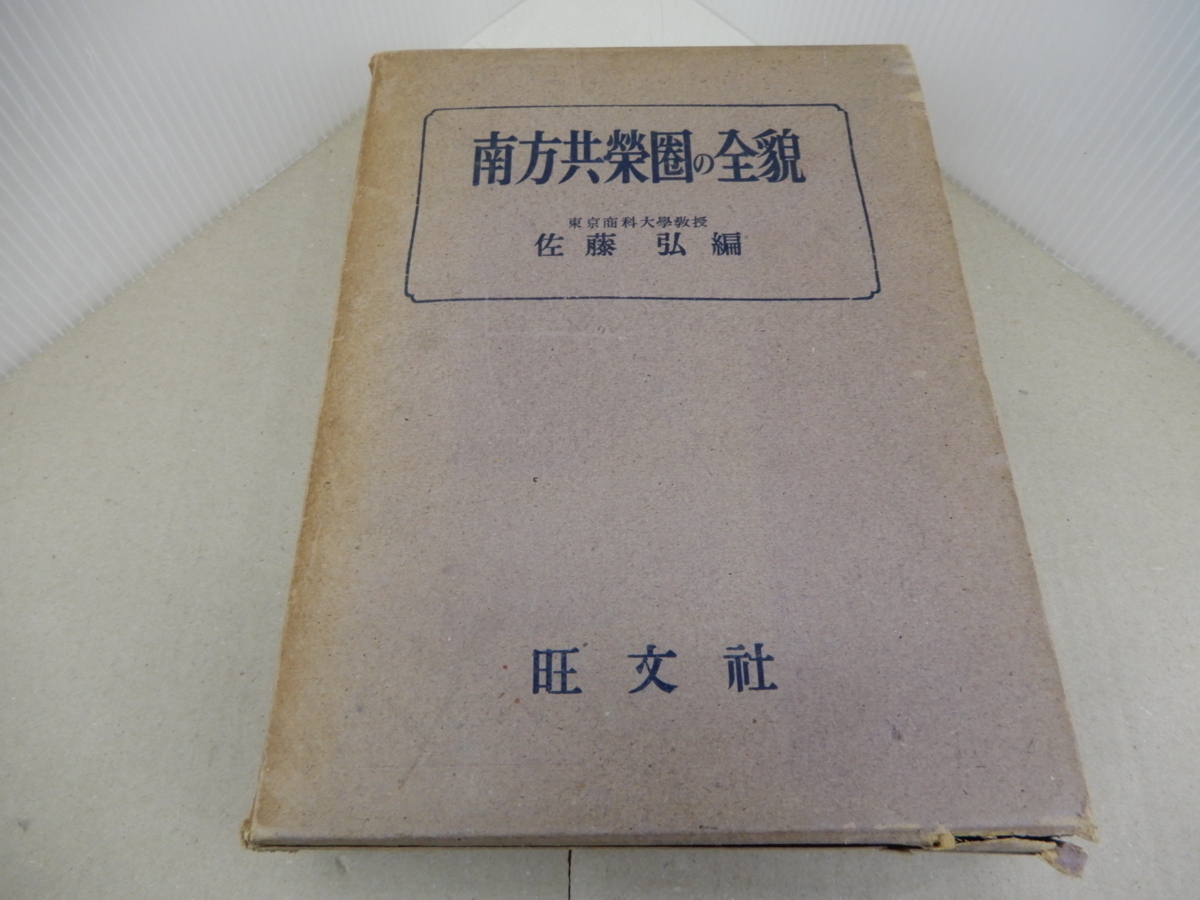 南方共榮圏の全貌
東京商科大學敎授
佐藤 弘 編
旺文社